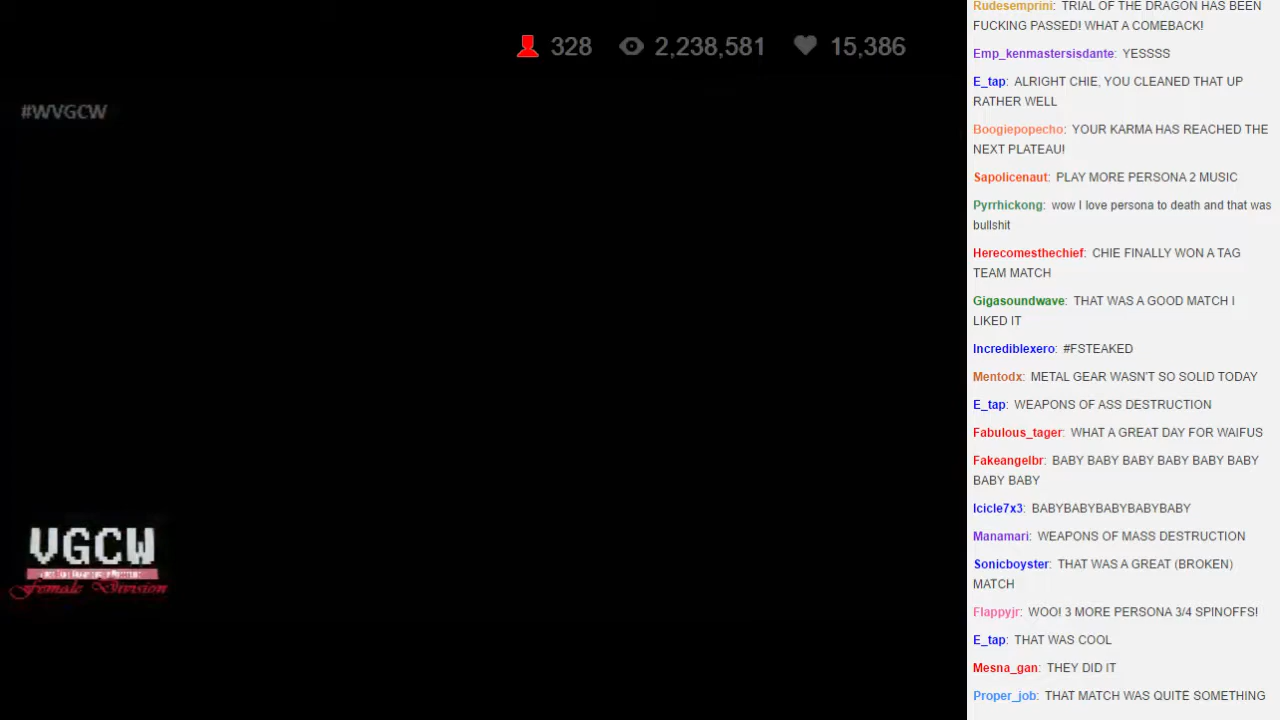 328 2,238,581 15,386
#WVGCW
VGCW
Female Division
Rudesemprini: TRIAL OF THE DRAGON HAS BEEN
FUCKING PASSED! WHAT A COMEBACK!
Emp_kenmastersisdante: YESSSS
E_tap: ALRIGHT CHIE, YOU CLEANED THAT UP
RATHER WELL
Boogiepopecho: YOUR KARMA HAS REACHED THE
NEXT PLATEAU!
Sapolicenaut: PLAY MORE PERSONA 2 MUSIC
Pyrrhickong: wow I love persona to death and that was
bullshit
Herecomesthechief: CHIE FINALLY WON A TAG
TEAM MATCH
Gigasoundwave: THAT WAS A GOOD MATCH I
LIKED IT
Incrediblexero: #FSTEAKED
Mentodx: METAL GEAR WASN'T SO SOLID TODAY
E_tap: WEAPONS OF ASS DESTRUCTION
Fabulous_tager: WHAT A GREAT DAY FOR WAIFUS
Fakeangelbr: BABY BABY BABY BABY BABY BABY
BABY BABY
Icicle7x3: BABYBABYBABYBABYBABY
Manamari: WEAPONS OF MASS DESTRUCTION
Sonicboyster: THAT WAS A GREAT (BROKEN)
MATCH
Flappyjr: WOO! 3 MORE PERSONA 3/4 SPINOFFS!
E_tap: THAT WAS COOL
Mesna_gan: THEY DID IT
Proper_job: THAT MATCH WAS QUITE SOMETHING